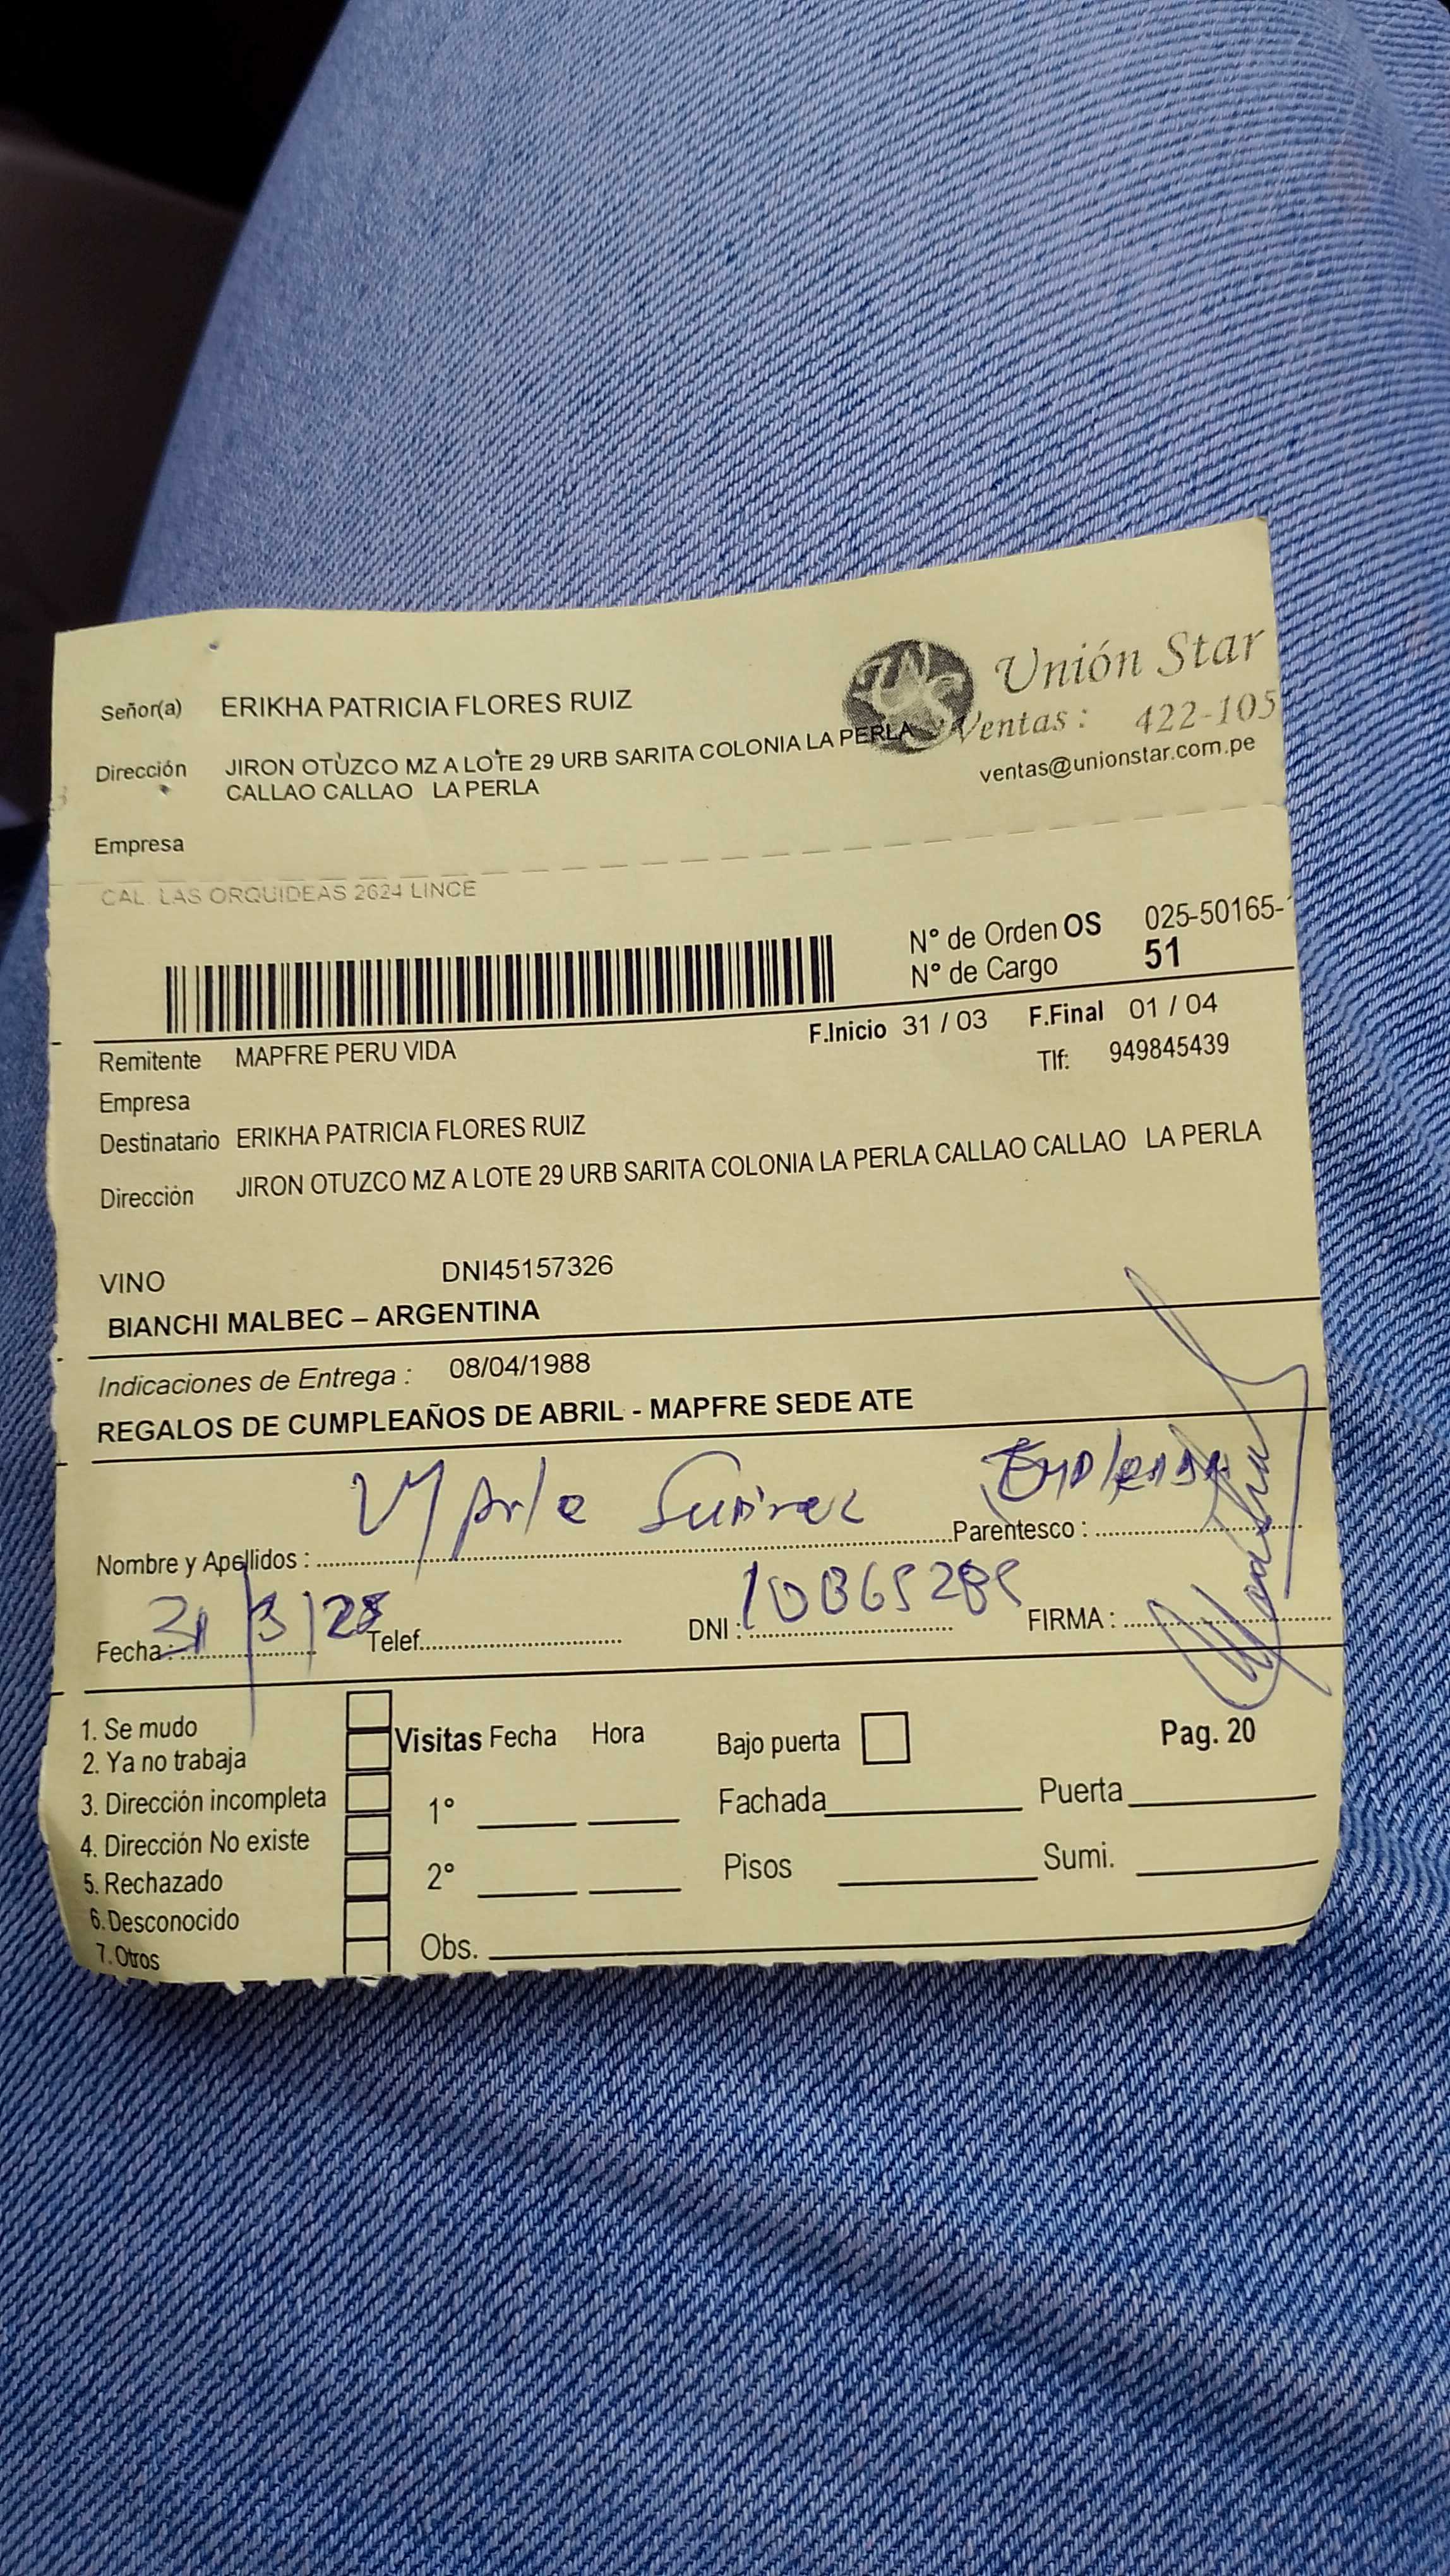 Unión Star
Señor(a) ERIKHA PATRICIA FLORES RUIZ
Ventas : 422-105
Dirección JIRON OTUZCO MZ A LOTE 29 URB SARITA COLONIA LA PERLA
CALLAO CALLAO LA PERLA
ventas@unionstar.com.pe
Empresa
CAL. LAS ORQUIDEAS 2624 LINCE
N° de Orden OS 025-50165-
N° de Cargo 51
F.Inicio 31 / 03 F.Final 01 / 04
Remitente MAPFRE PERU VIDA
Tlf: 949845439
Empresa
Destinatario ERIKHA PATRICIA FLORES RUIZ
Dirección JIRON OTUZCO MZ A LOTE 29 URB SARITA COLONIA LA PERLA CALLAO CALLAO LA PERLA
VINO DNI45157326
BIANCHI MALBEC – ARGENTINA
Indicaciones de Entrega : 08/04/1988
REGALOS DE CUMPLEAÑOS DE ABRIL - MAPFRE SEDE ATE
Nombre y Apellidos : Parentesco :
Fecha : Telef. DNI : FIRMA :
1. Se mudo
2. Ya no trabaja
3. Dirección incompleta
4. Dirección No existe
5. Rechazado
6. Desconocido
7. Otros
Visitas Fecha Hora
1°
2°
Obs.
Bajo puerta
Pag. 20
Fachada Puerta
Pisos Sumi.